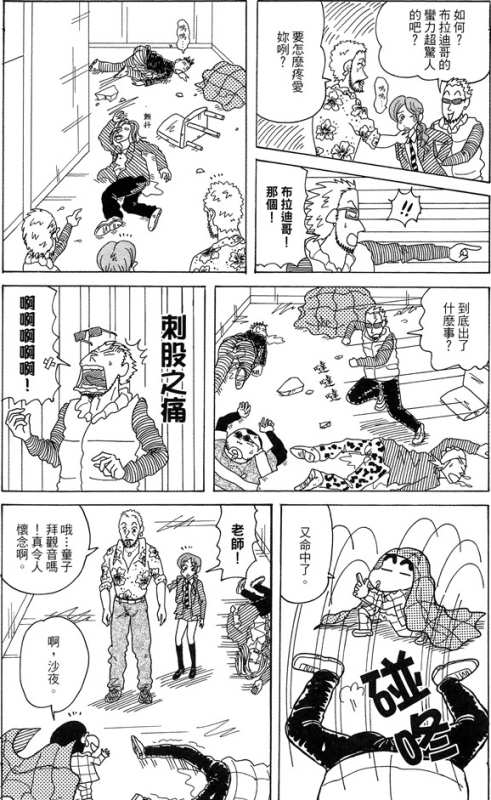 如何？
布拉迪哥的
蠻力超驚人
的吧？
要怎麼疼愛
妳咧？
布拉迪哥！
那個！
!!
到底出了
什麼事？
噠
噠
噠
刺股之痛
啊
啊
啊
啊
啊！
又命中了。
碰
咚
老師！
哦…童子
拜觀音嗎
！真令人
懷念啊。
啊，沙夜。